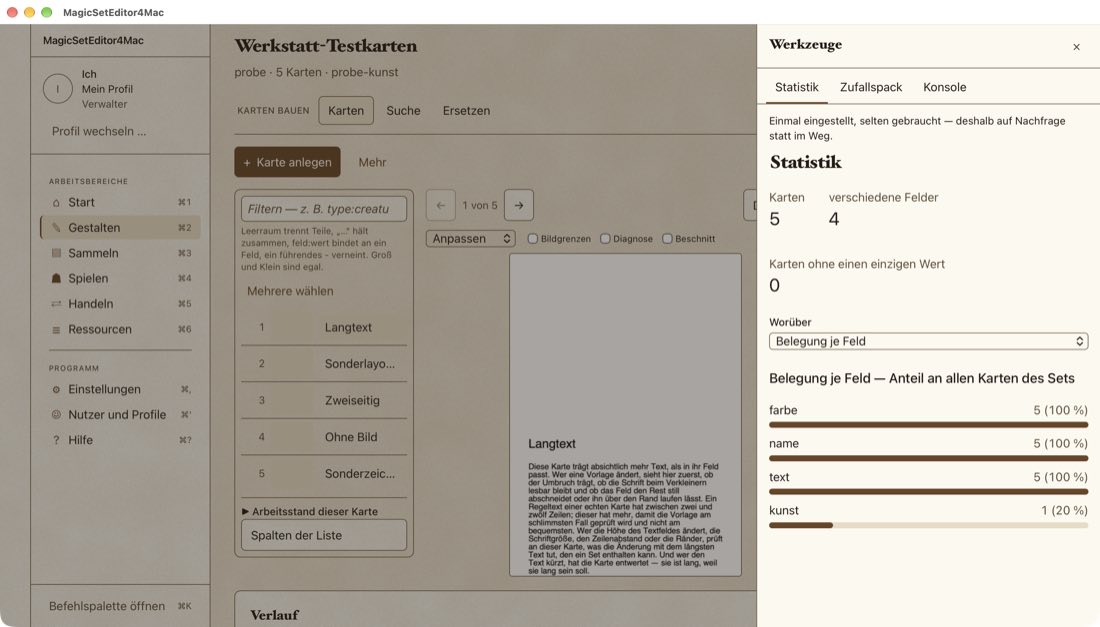 MagicSetEditor4Mac
MagicSetEditor4Mac
I
Ich
Mein Profil
Verwalter
Profil wechseln ...
ARBEITSBEREICHE
Start ⌘1
Gestalten ⌘2
Sammeln ⌘3
Spielen ⌘4
Handeln ⌘5
Ressourcen ⌘6
PROGRAMM
Einstellungen ⌘,
Nutzer und Profile ⌘'
? Hilfe ⌘?
Befehlspalette öffnen ⌘K
Werkstatt-Testkarten
probe · 5 Karten · probe-kunst
KARTEN BAUEN Karten Suche Ersetzen
+ Karte anlegen Mehr
Filtern — z. B. type:creatu
Leerraum trennt Teile, „…“ hält
zusammen, feld:wert bindet an ein
Feld, ein führendes - verneint. Groß
und Klein sind egal.
Mehrere wählen
1 Langtext
2 Sonderlayo...
3 Zweiseitig
4 Ohne Bild
5 Sonderzeic...
▶ Arbeitsstand dieser Karte
Spalten der Liste
← 1 von 5 →
Anpassen Bildgrenzen Diagnose Beschnitt
Langtext
Diese Karte trägt absichtlich mehr Text, als in ihr Feld
passt. Wer eine Vorlage ändert, sieht hier zuerst, ob
der Umbruch trägt, ob die Schrift beim Verkleinern
lesbar bleibt und ob das Feld den Rest still
abschneidet oder ihn über den Rand laufen lässt. Ein
Regeltext einer echten Karte hat zwischen zwei und
zwölf Zeilen; dieser hat mehr, damit die Vorlage am
schlimmsten Fall geprüft wird und nicht am
bequemsten. Wer die Höhe des Textfeldes ändert, die
Schriftgröße, den Zeilenabstand oder die Ränder, prüft
an dieser Karte, was die Änderung mit dem längsten
Text tut, den ein Set enthalten kann. Und wer den
Text kürzt, hat die Karte entwertet — sie ist lang, weil
sie lang sein soll.
Verlauf
Werkzeuge ×
Statistik Zufallspack Konsole
Einmal eingestellt, selten gebraucht — deshalb auf Nachfrage
statt im Weg.
Statistik
Karten verschiedene Felder
5 4
Karten ohne einen einzigen Wert
0
Worüber
Belegung je Feld
Belegung je Feld — Anteil an allen Karten des Sets
farbe 5 (100 %)
name 5 (100 %)
text 5 (100 %)
kunst 1 (20 %)